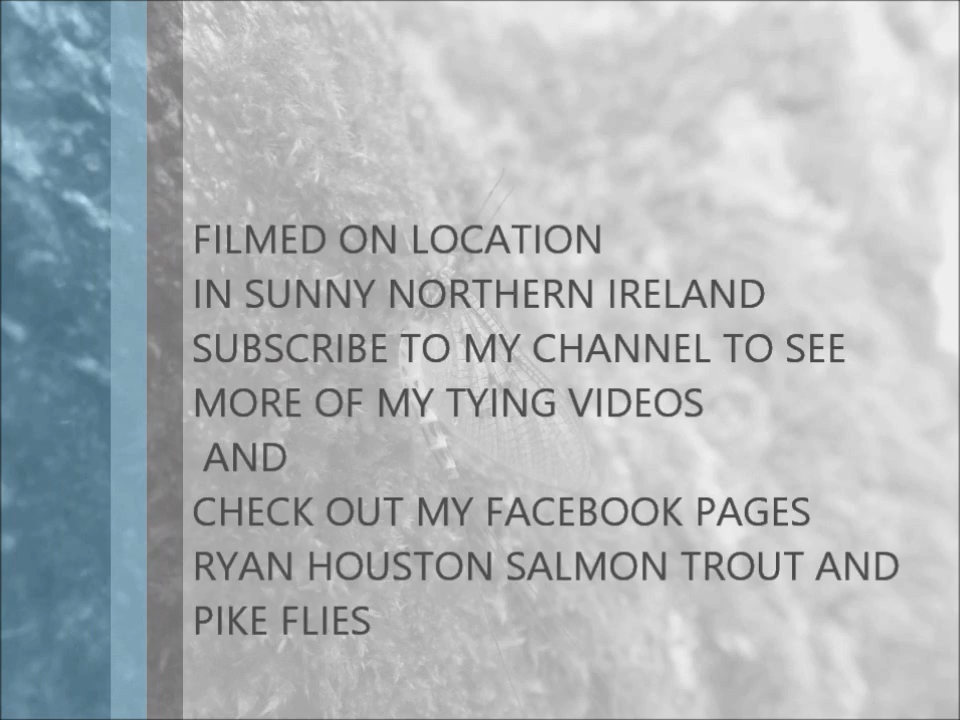 FILMED ON LOCATION
IN SUNNY NORTHERN IRELAND
SUBSCRIBE TO MY CHANNEL TO SEE
MORE OF MY TYING VIDEOS
AND
CHECK OUT MY FACEBOOK PAGES
RYAN HOUSTON SALMON TROUT AND
PIKE FLIES